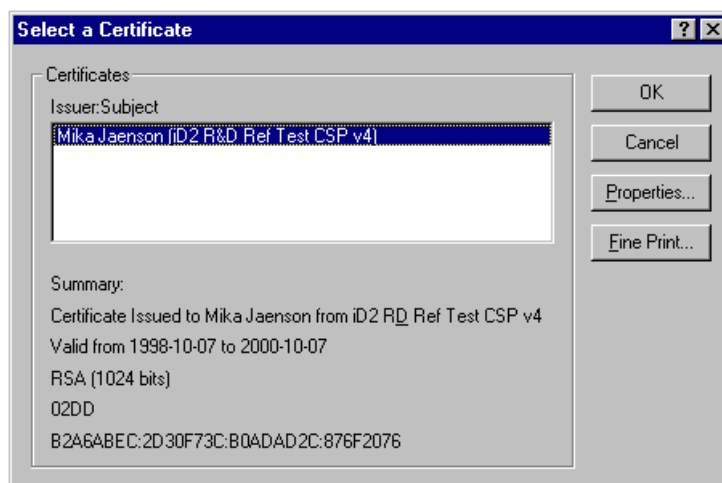 Select a Certificate
Certificates
Issuer:Subject
Mika Jaenson (iD2 R&D Ref Test CSP v4)
Summary:
Certificate Issued to Mika Jaenson from iD2 RD Ref Test CSP v4
Valid from 1998-10-07 to 2000-10-07
RSA (1024 bits)
02DD
B2A6ABEC:2D30F73C:B0ADAD2C:876F2076
OK
Cancel
Properties...
Fine Print...